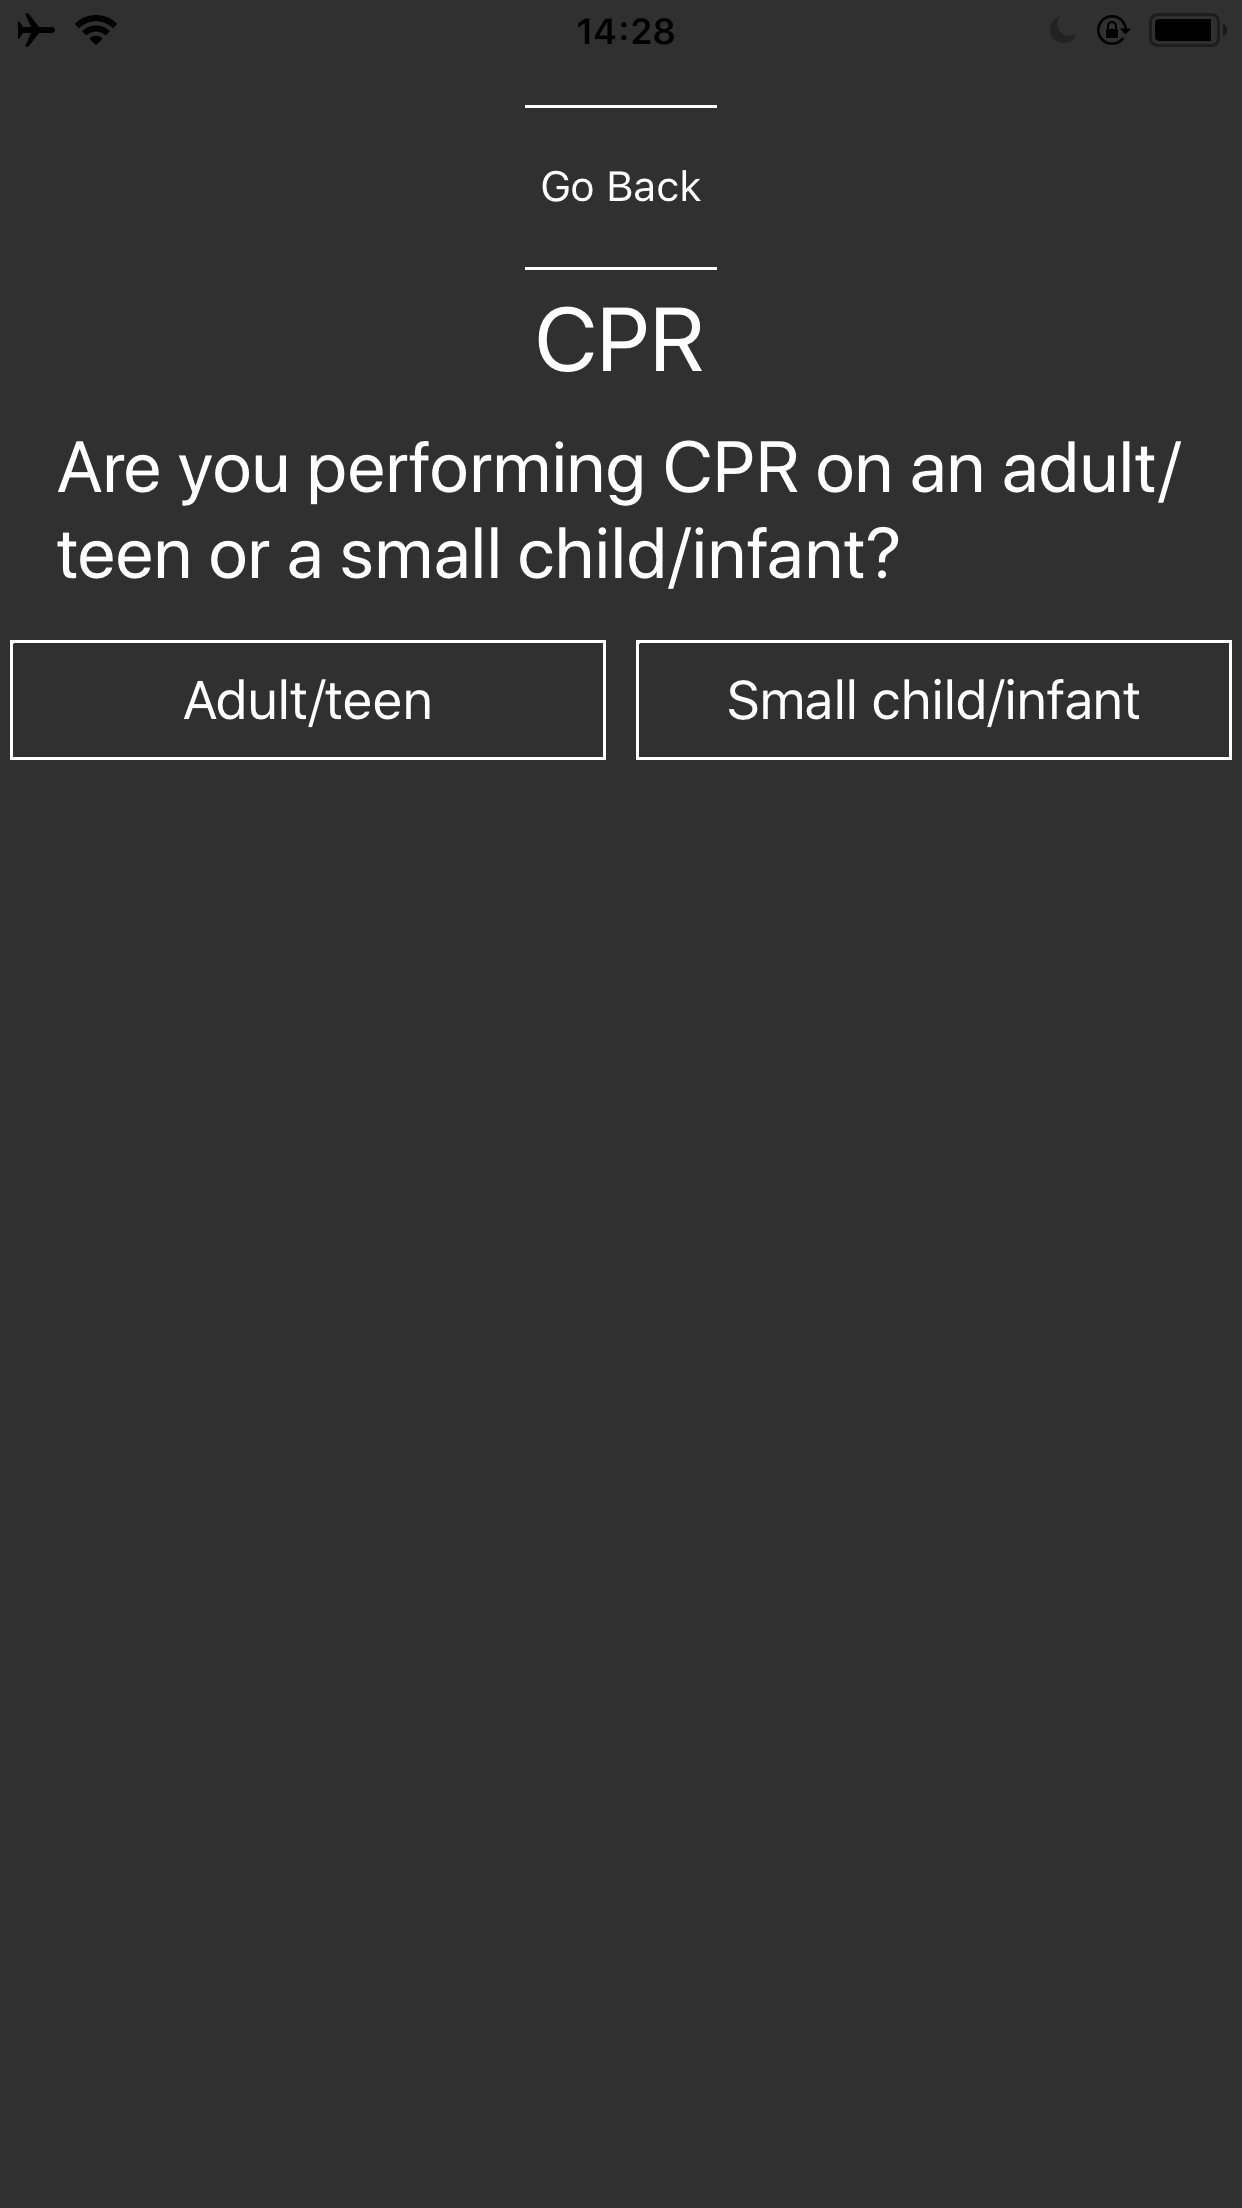 14:28
Go Back
CPR
Are you performing CPR on an adult/
teen or a small child/infant?
Adult/teen
Small child/infant